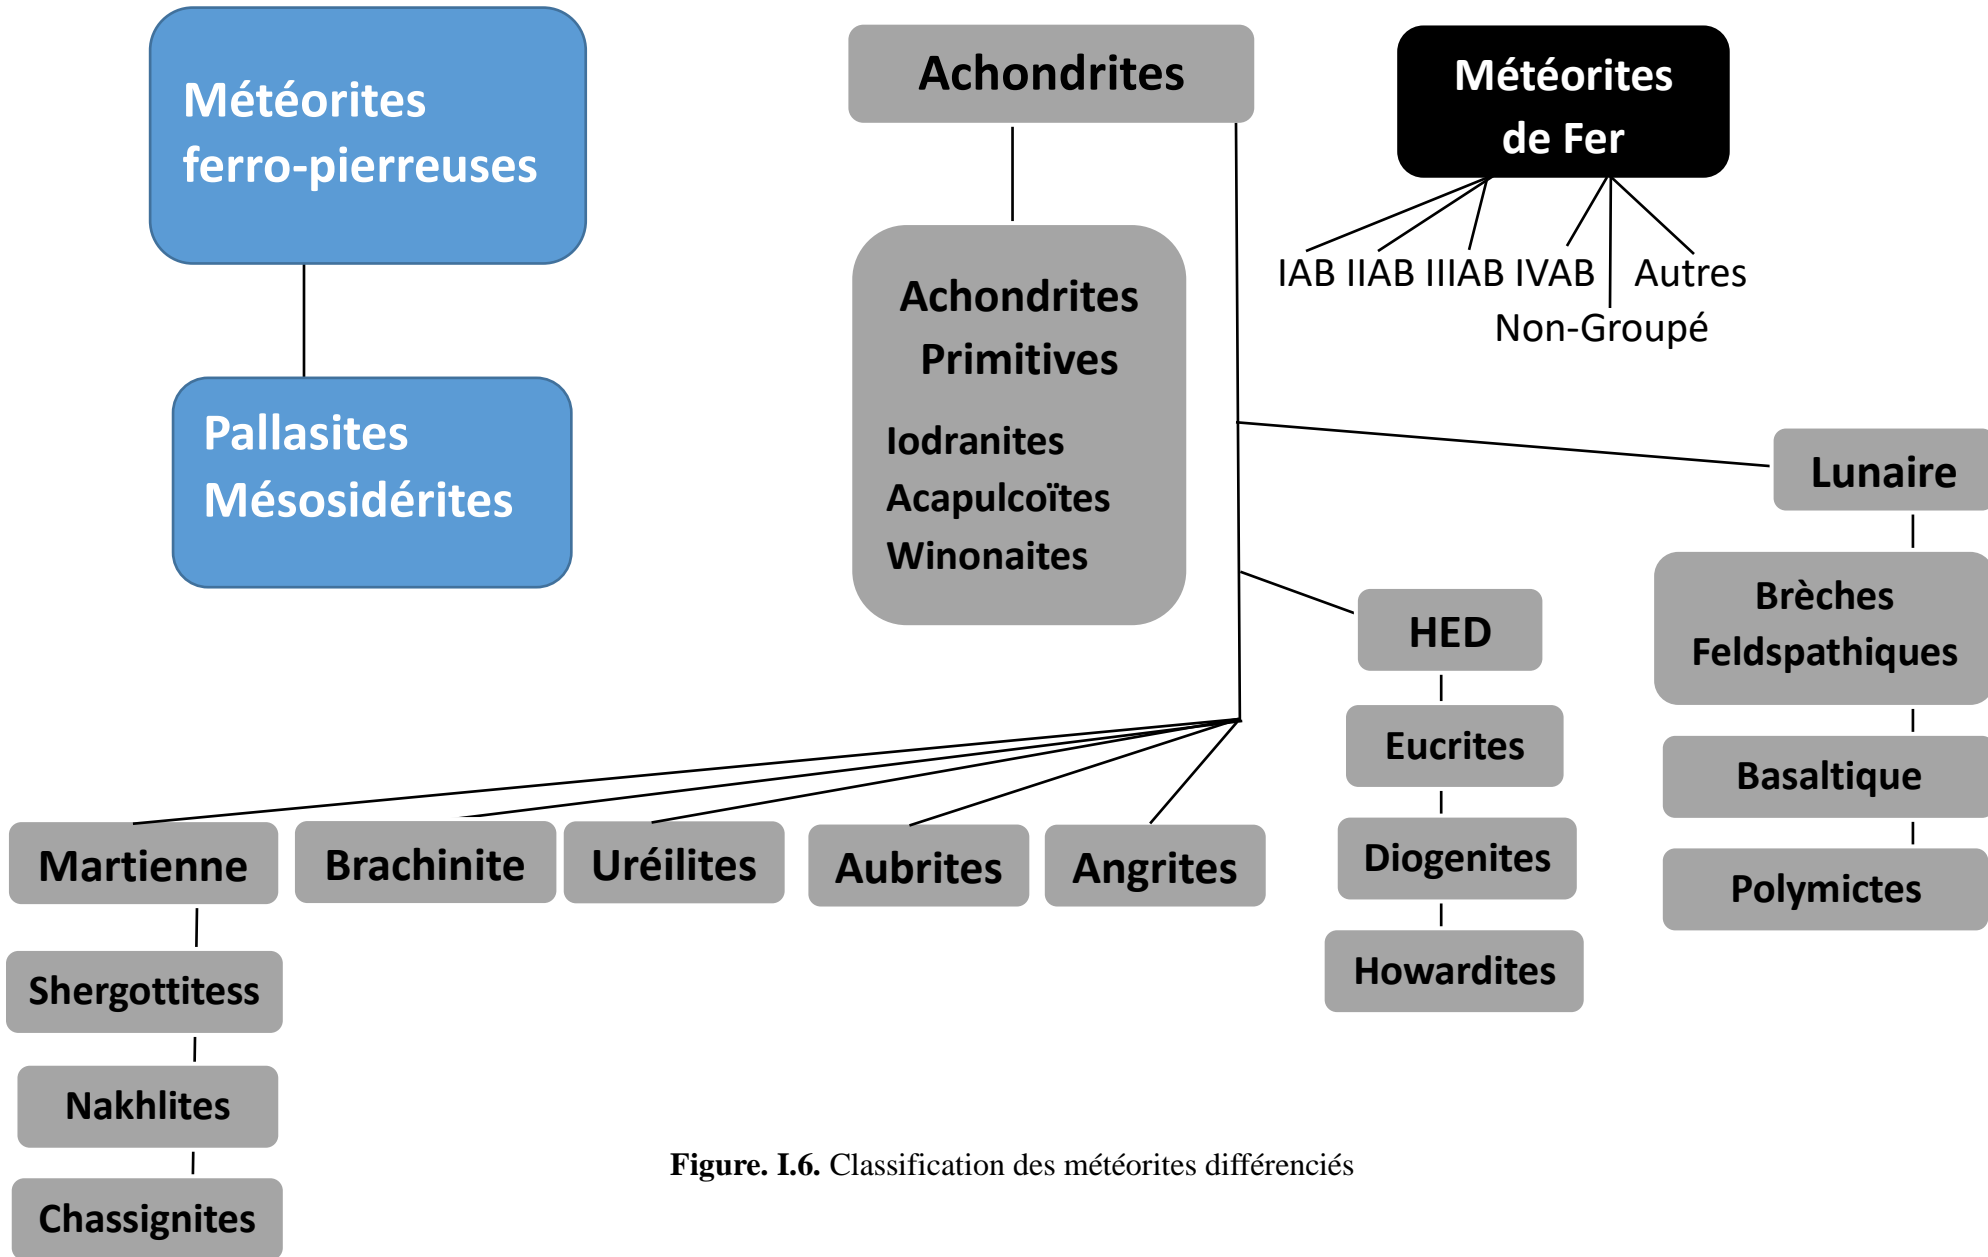 Météorites
ferro-pierreuses
Pallasites
Mésosidérites
Achondrites
Achondrites
Primitives
Iodranites
Acapulcoïtes
Winonaites
Météorites
de Fer
IAB IIAB IIIAB IVAB Autres
Non-Groupé
Lunaire
Brèches
Feldspathiques
Basaltique
Polymictes
HED
Eucrites
Diogenites
Howardites
Martienne
Brachinite
Uréilites
Aubrites
Angrites
Shergottitess
Nakhlites
Chassignites
Figure. I.6. Classification des météorites différenciés